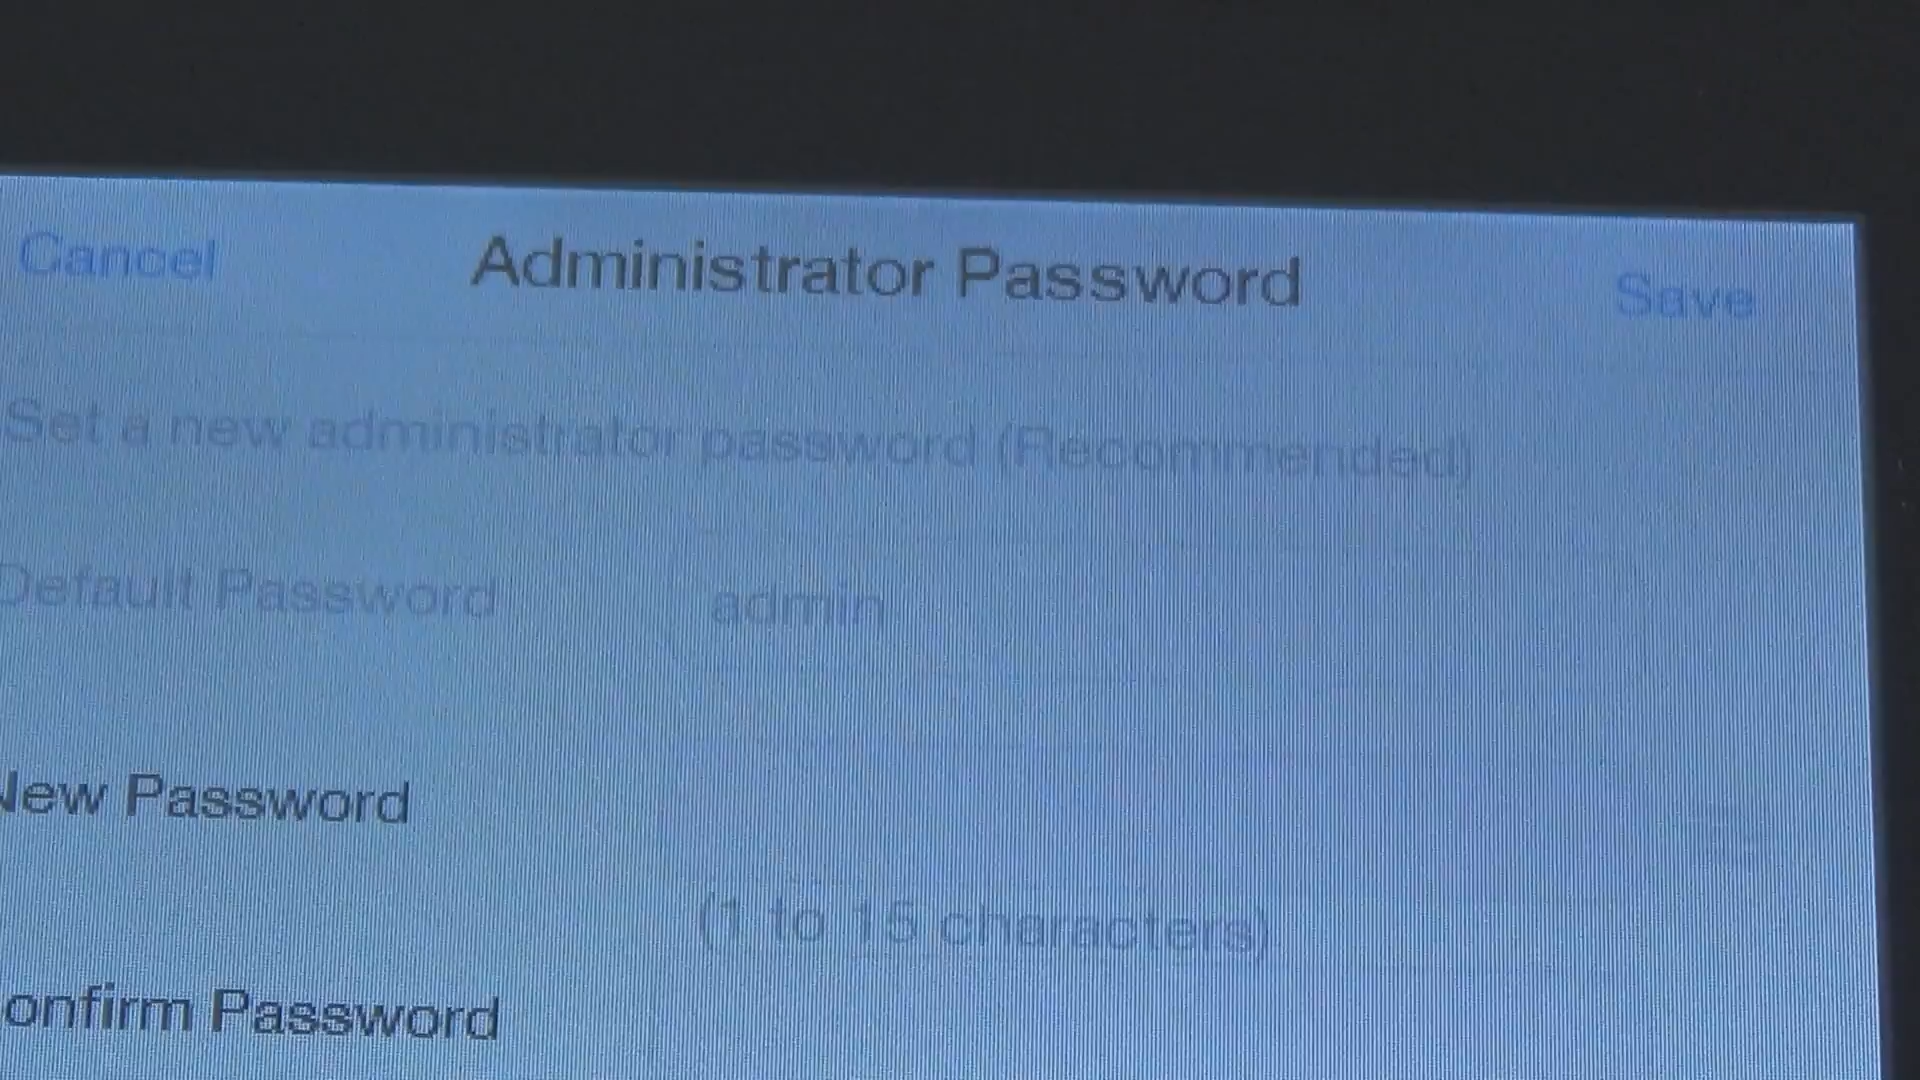 Cancel Administrator Password Save
Set a new administrator password (Recommended)
Default Password admin
New Password
(1 to 15 characters)
Confirm Password